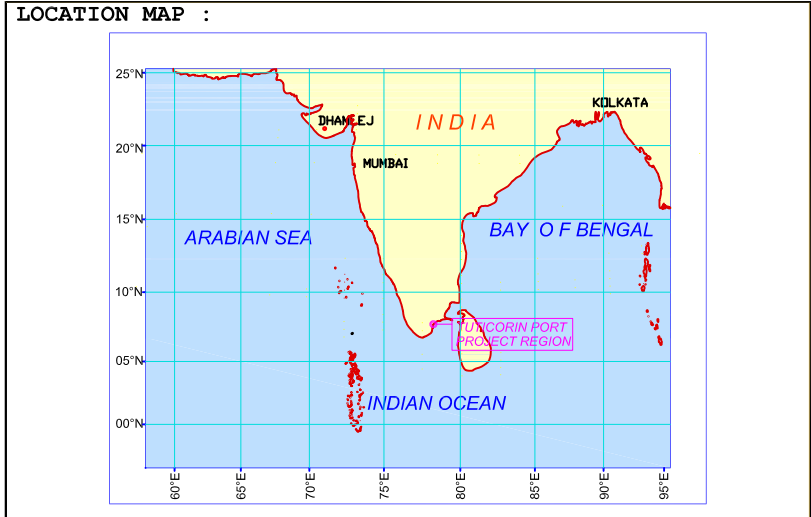 LOCATION MAP :
25°N
KOLKATA
DHAMLEJ
INDIA
20°N
MUMBAI
15°N
ARABIAN SEA
BAY OF BENGAL
10°N
TUTICORIN PORT
PROJECT REGION
05°N
INDIAN OCEAN
00°N
60°E
65°E
70°E
75°E
80°E
85°E
90°E
95°E